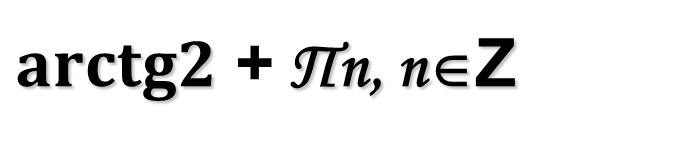 arctg2 + πn, n∈Z